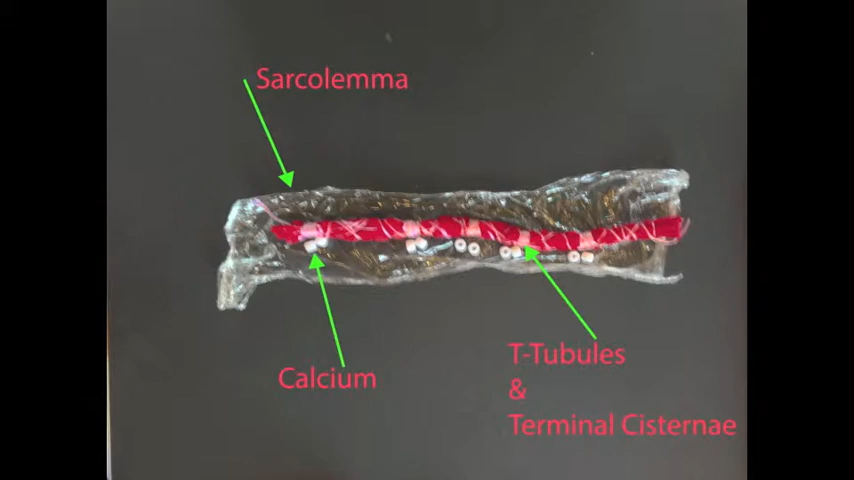 Sarcolemma
Calcium
T-Tubules
&
Terminal Cisternae